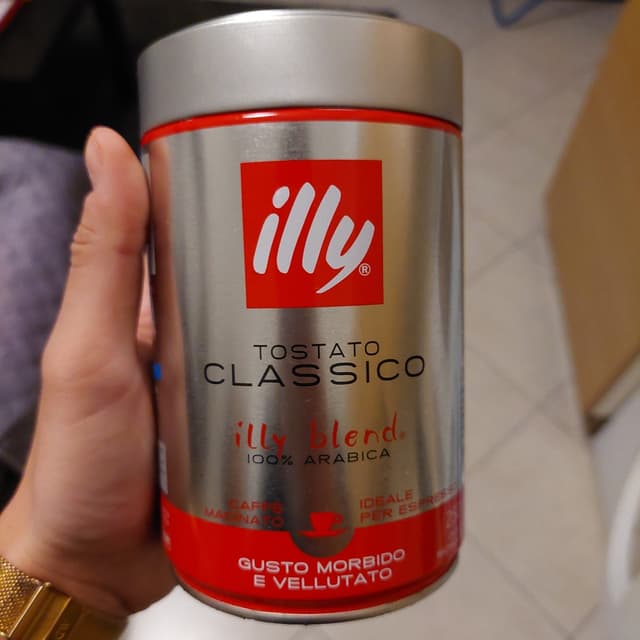 illy®
TOSTATO
CLASSICO
illy blend®
100% ARABICA
CAFFÈ
MACINATO
IDEALE
PER ESPRESSO
GUSTO MORBIDO
E VELLUTATO